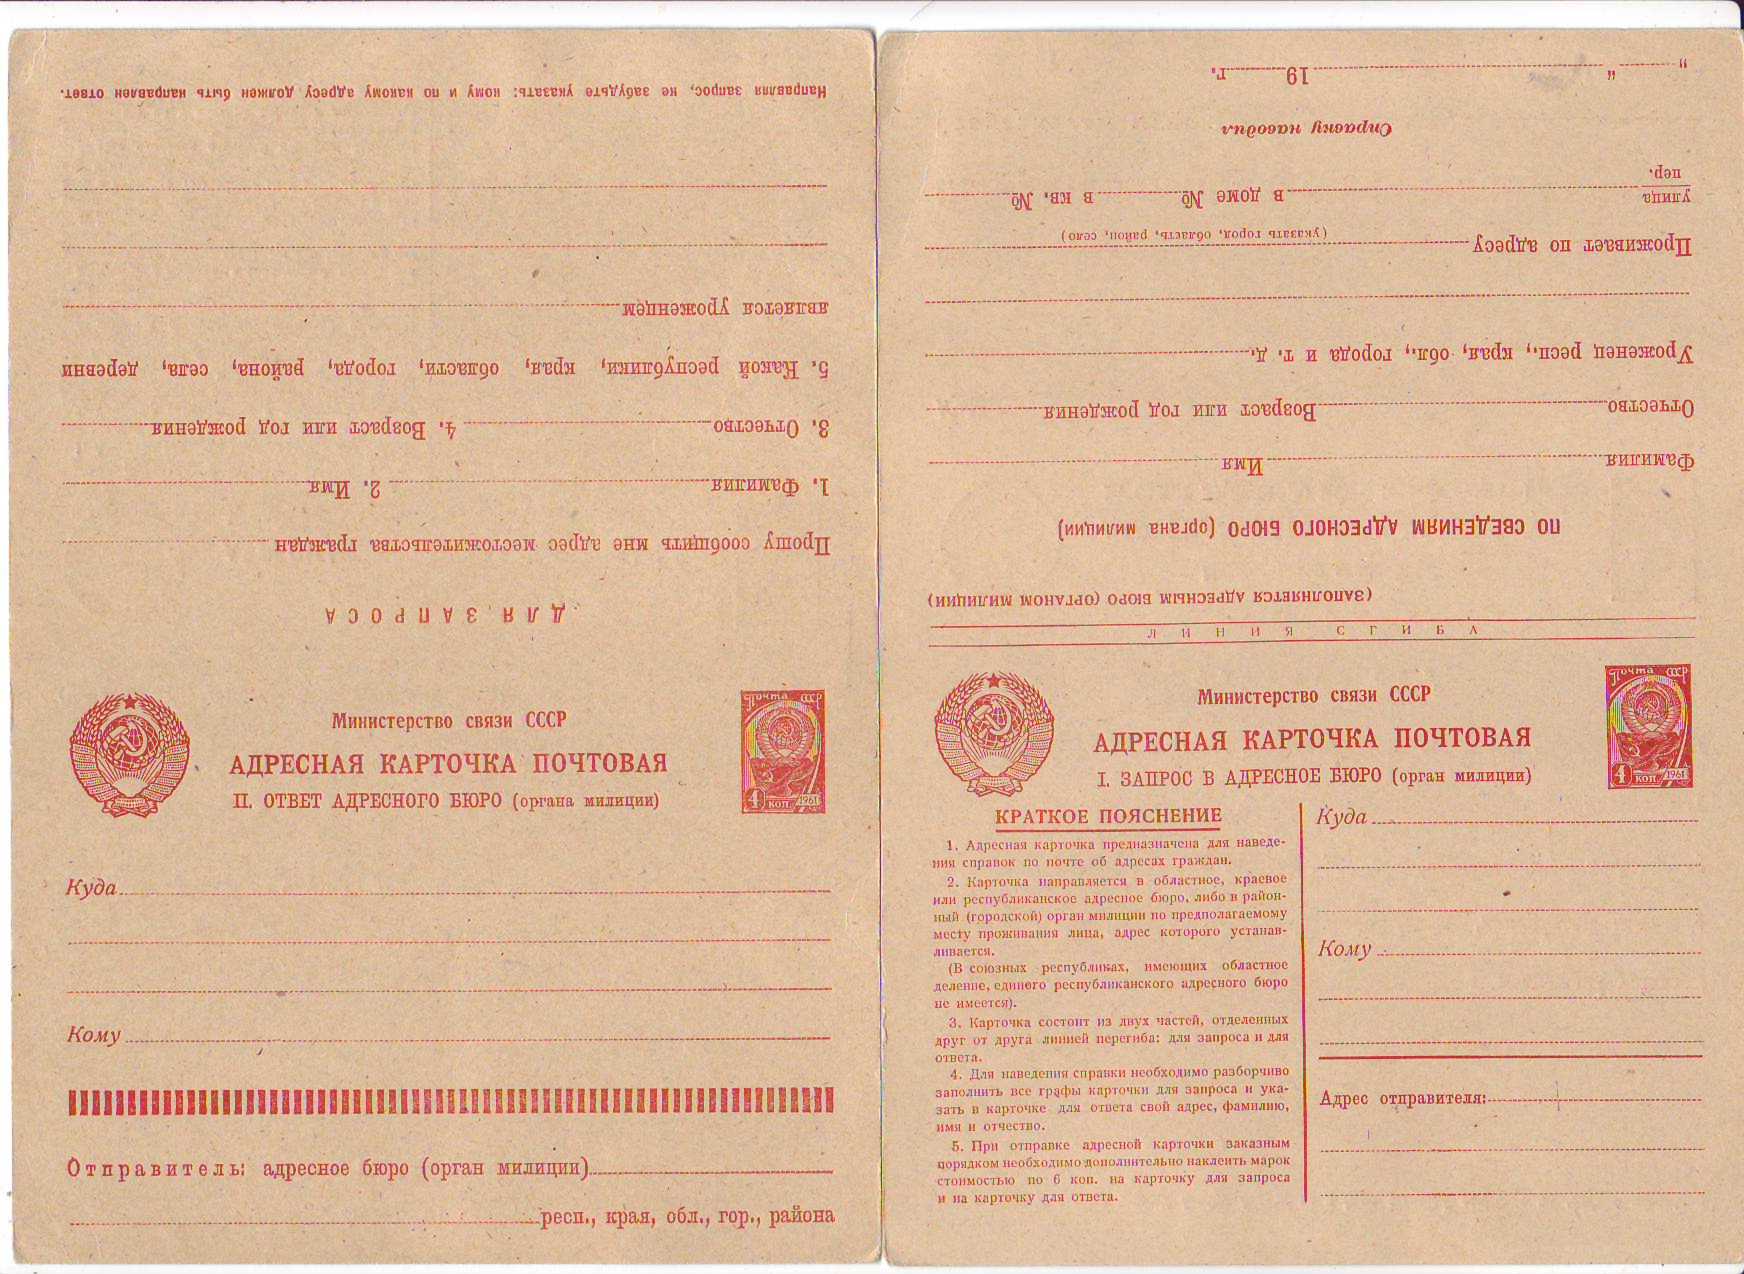 Направляя запрос, не забудьте указать: кому и по какому адресу должен быть направлен ответ.
является уроженцем
5. Какой республики, края, области, города, района, села, деревни
3. Отчество 4. Возраст или год рождения
1. Фамилия 2. Имя
Прошу сообщить мне адрес местожительства граждан
ДЛЯ ЗАПРОСА
Министерство связи СССР
АДРЕСНАЯ КАРТОЧКА ПОЧТОВАЯ
II. ОТВЕТ АДРЕСНОГО БЮРО (органа милиции)
Почта СССР
4 коп 1961
Куда
Кому
Отправитель: адресное бюро (орган милиции)
респ., края, обл., гор., района
" " 19 г.
Справку наводил
пер.
улица в доме № в кв. №
(указать город, область, район, село)
Проживает по адресу
Уроженец респ., края, обл., города и т. д.
Отчество Возраст или год рождения
Фамилия Имя
ПО СВЕДЕНИЯМ АДРЕСНОГО БЮРО (органа милиции)
(ЗАПОЛНЯЕТСЯ АДРЕСНЫМ БЮРО (ОРГАНОМ МИЛИЦИИ)
ЛИНИЯ СГИБА
Министерство связи СССР
АДРЕСНАЯ КАРТОЧКА ПОЧТОВАЯ
I. ЗАПРОС В АДРЕСНОЕ БЮРО (орган милиции)
Почта СССР
4 коп 1961
КРАТКОЕ ПОЯСНЕНИЕ
1. Адресная карточка предназначена для наведе-
ния справок по почте об адресах граждан.
2. Карточка направляется в областное, краевое
или республиканское адресное бюро, либо в район-
ный (городской) орган милиции по предполагаемому
месту проживания лица, адрес которого устанав-
ливается.
(В союзных республиках, имеющих областное
деление, единого республиканского адресного бюро
не имеется).
3. Карточка состоит из двух частей, отделенных
друг от друга линией перегиба: для запроса и для
ответа.
4. Для наведения справки необходимо разборчиво
заполнить все графы карточки для запроса и ука-
зать в карточке для ответа свой адрес, фамилию,
имя и отчество.
5. При отправке адресной карточки заказным
порядком необходимо дополнительно наклеить марок
стоимостью по 6 коп. на карточку для запроса
и на карточку для ответа.
Куда
Кому
Адрес отправителя: